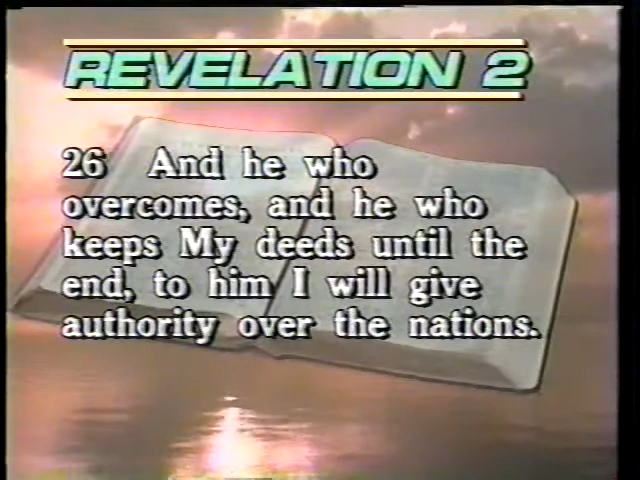 REVELATION 2
26 And he who
overcomes, and he who
keeps My deeds until the
end, to him I will give
authority over the nations.